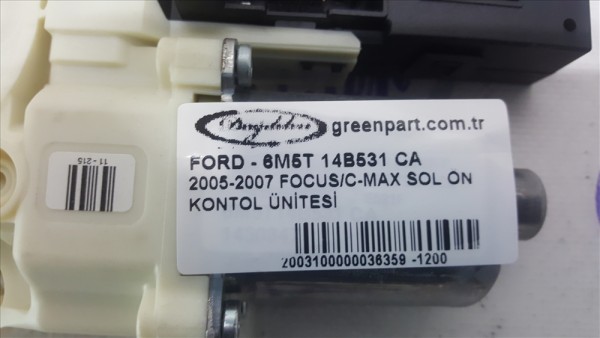 greenpart.com.tr
FORD - 6M5T 14B531 CA
2005-2007 FOCUS/C-MAX SOL ÖN
KONTOL ÜNİTESİ
2003100000036359 -1200
11 - 215